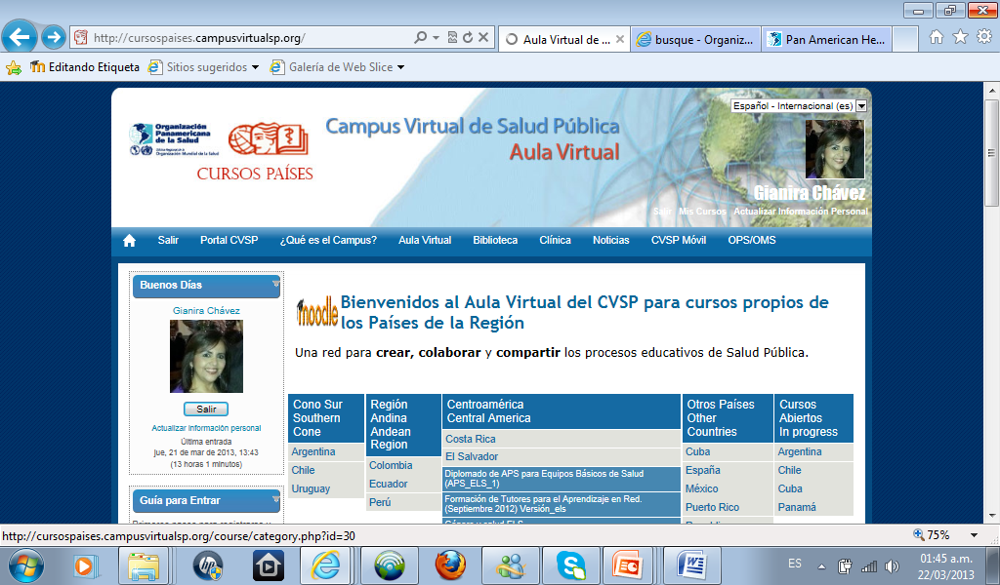 http://cursospaises.campusvirtualsp.org/
Aula Virtual de ...
busque - Organiz...
Pan American He...
Editando Etiqueta
Sitios sugeridos
Galería de Web Slice
Español - Internacional (es)
Organización
Panamericana
de la Salud
Organización Mundial de la Salud
CURSOS PAÍSES
Campus Virtual de Salud Pública
Aula Virtual
Gianira Chávez
Salir Mis Cursos Actualizar Información Personal
Salir Portal CVSP ¿Qué es el Campus? Aula Virtual Biblioteca Clínica Noticias CVSP Móvil OPS/OMS
Buenos Días
Gianira Chávez
Salir
Actualizar información personal
Última entrada
jue, 21 de mar de 2013, 13:43
(13 horas 1 minutos)
Guía para Entrar
moodle
Bienvenidos al Aula Virtual del CVSP para cursos propios de
los Países de la Región
Una red para crear, colaborar y compartir los procesos educativos de Salud Pública.
Cono Sur
Southern
Cone
Argentina
Chile
Uruguay
Región
Andina
Andean
Region
Colombia
Ecuador
Perú
Centroamérica
Central America
Costa Rica
El Salvador
Diplomado de APS para Equipos Básicos de Salud
(APS_ELS_1)
Formación de Tutores para el Aprendizaje en Red.
(Septiembre 2012) Versión_els
Otros Países
Other
Countries
Cuba
España
México
Puerto Rico
Cursos
Abiertos
In progress
Argentina
Chile
Cuba
Panamá
http://cursospaises.campusvirtualsp.org/course/category.php?id=30
75%
hp
ES
01:45 a.m.
22/03/2013